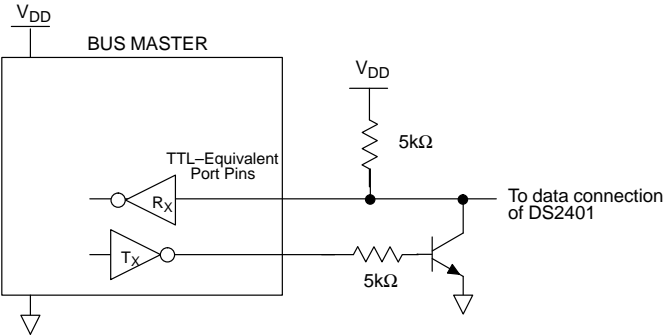 VDD
BUS MASTER
VDD
5kΩ
TTL–Equivalent
Port Pins
RX
To data connection
of DS2401
TX
5kΩ